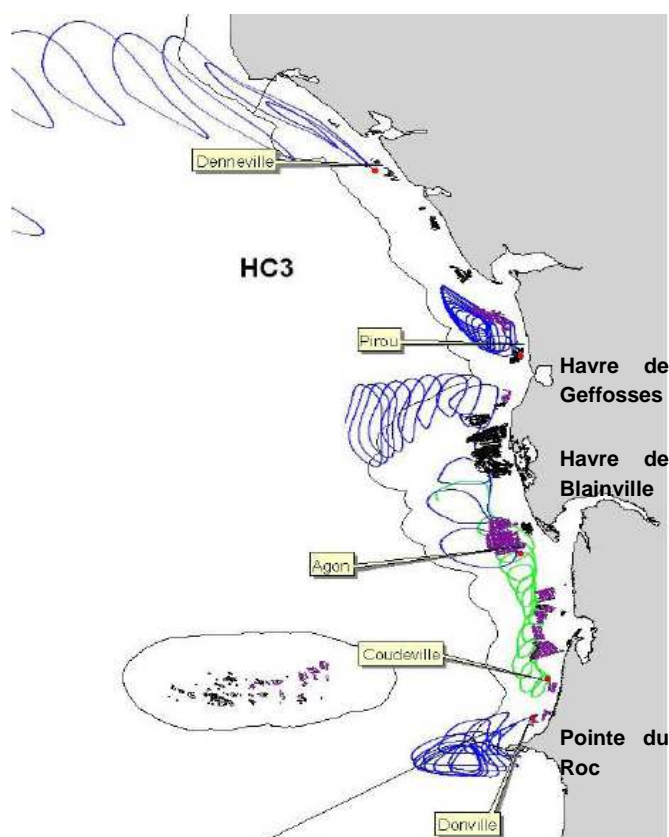 Denneville
HC3
Pirou
Havre de
Geffosses
Havre de
Blainville
Agon
Coudeville
Pointe du
Roc
Donville